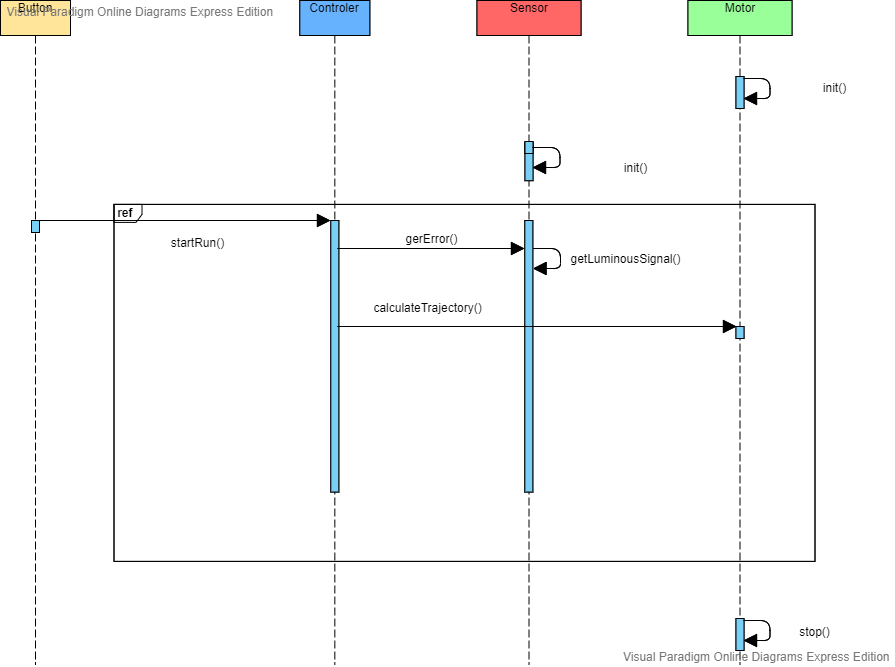 Button
Visual Paradigm Online Diagrams Express Edition
Controler
Sensor
Motor
init()
init()
ref
startRun()
gerError()
getLuminousSignal()
calculateTrajectory()
stop()
Visual Paradigm Online Diagrams Express Edition